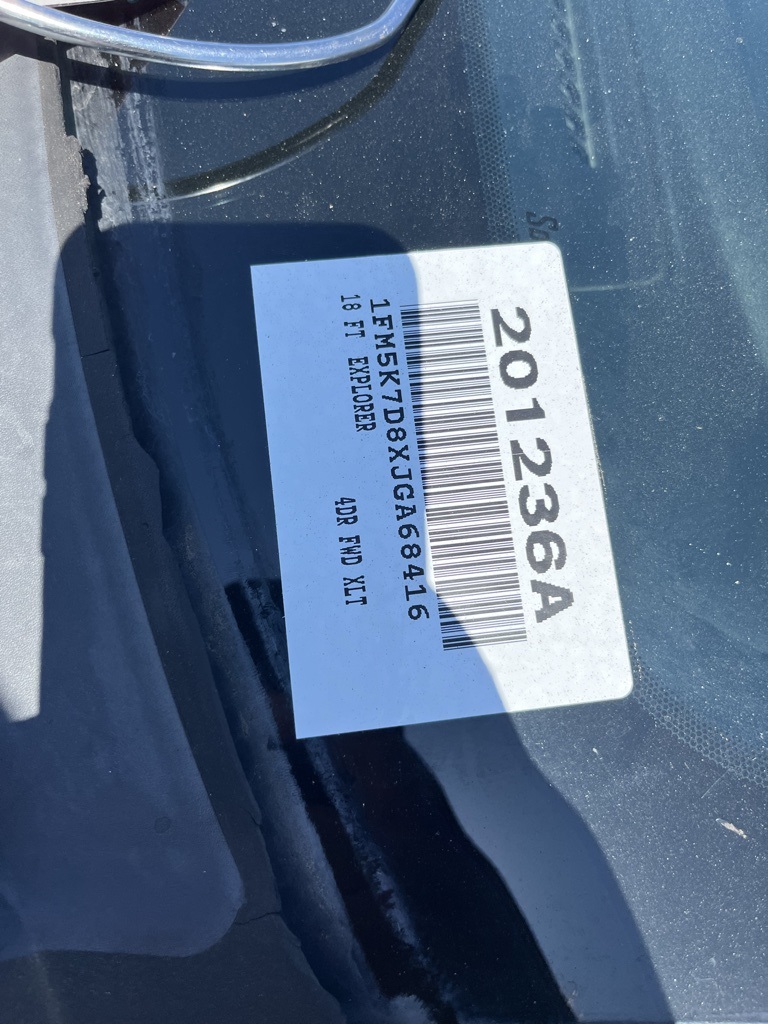 201236A
1FM5K7D8XJGA68416
18 FT EXPLORER 4DR FWD XLT